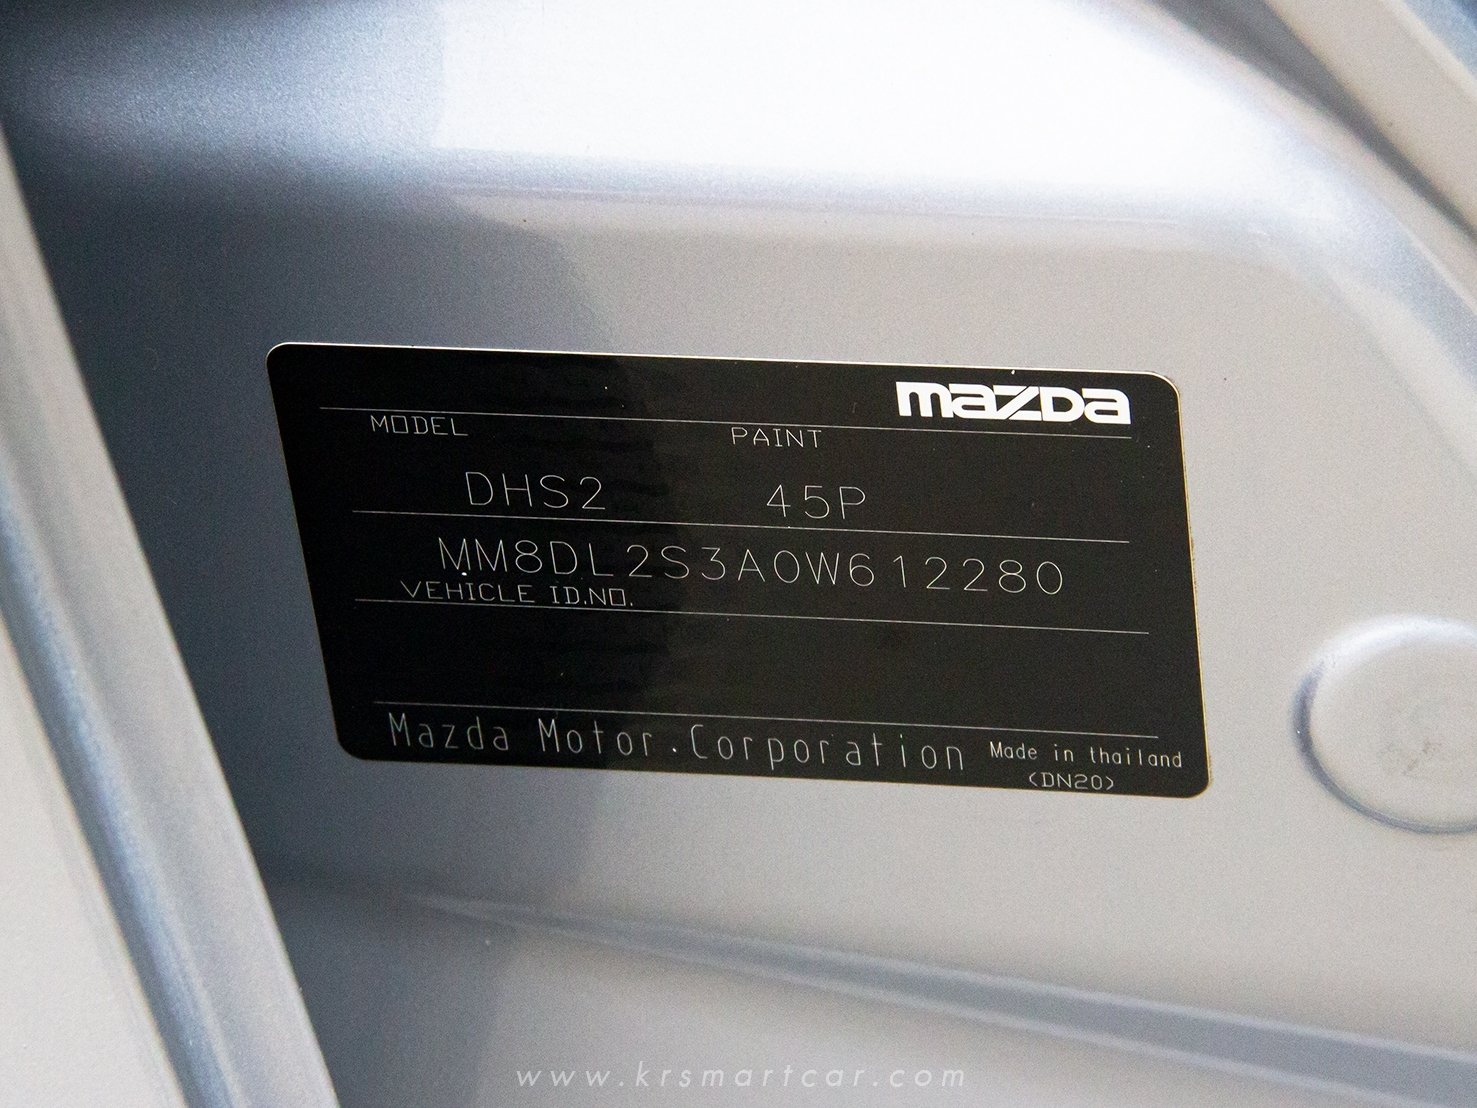 mazda
MODEL PAINT
DHS2 45P
MM8DL2S3A0W612280
VEHICLE ID.NO.
Mazda Motor.Corporation Made in thailand
(DN20)
www.krsmartcar.com